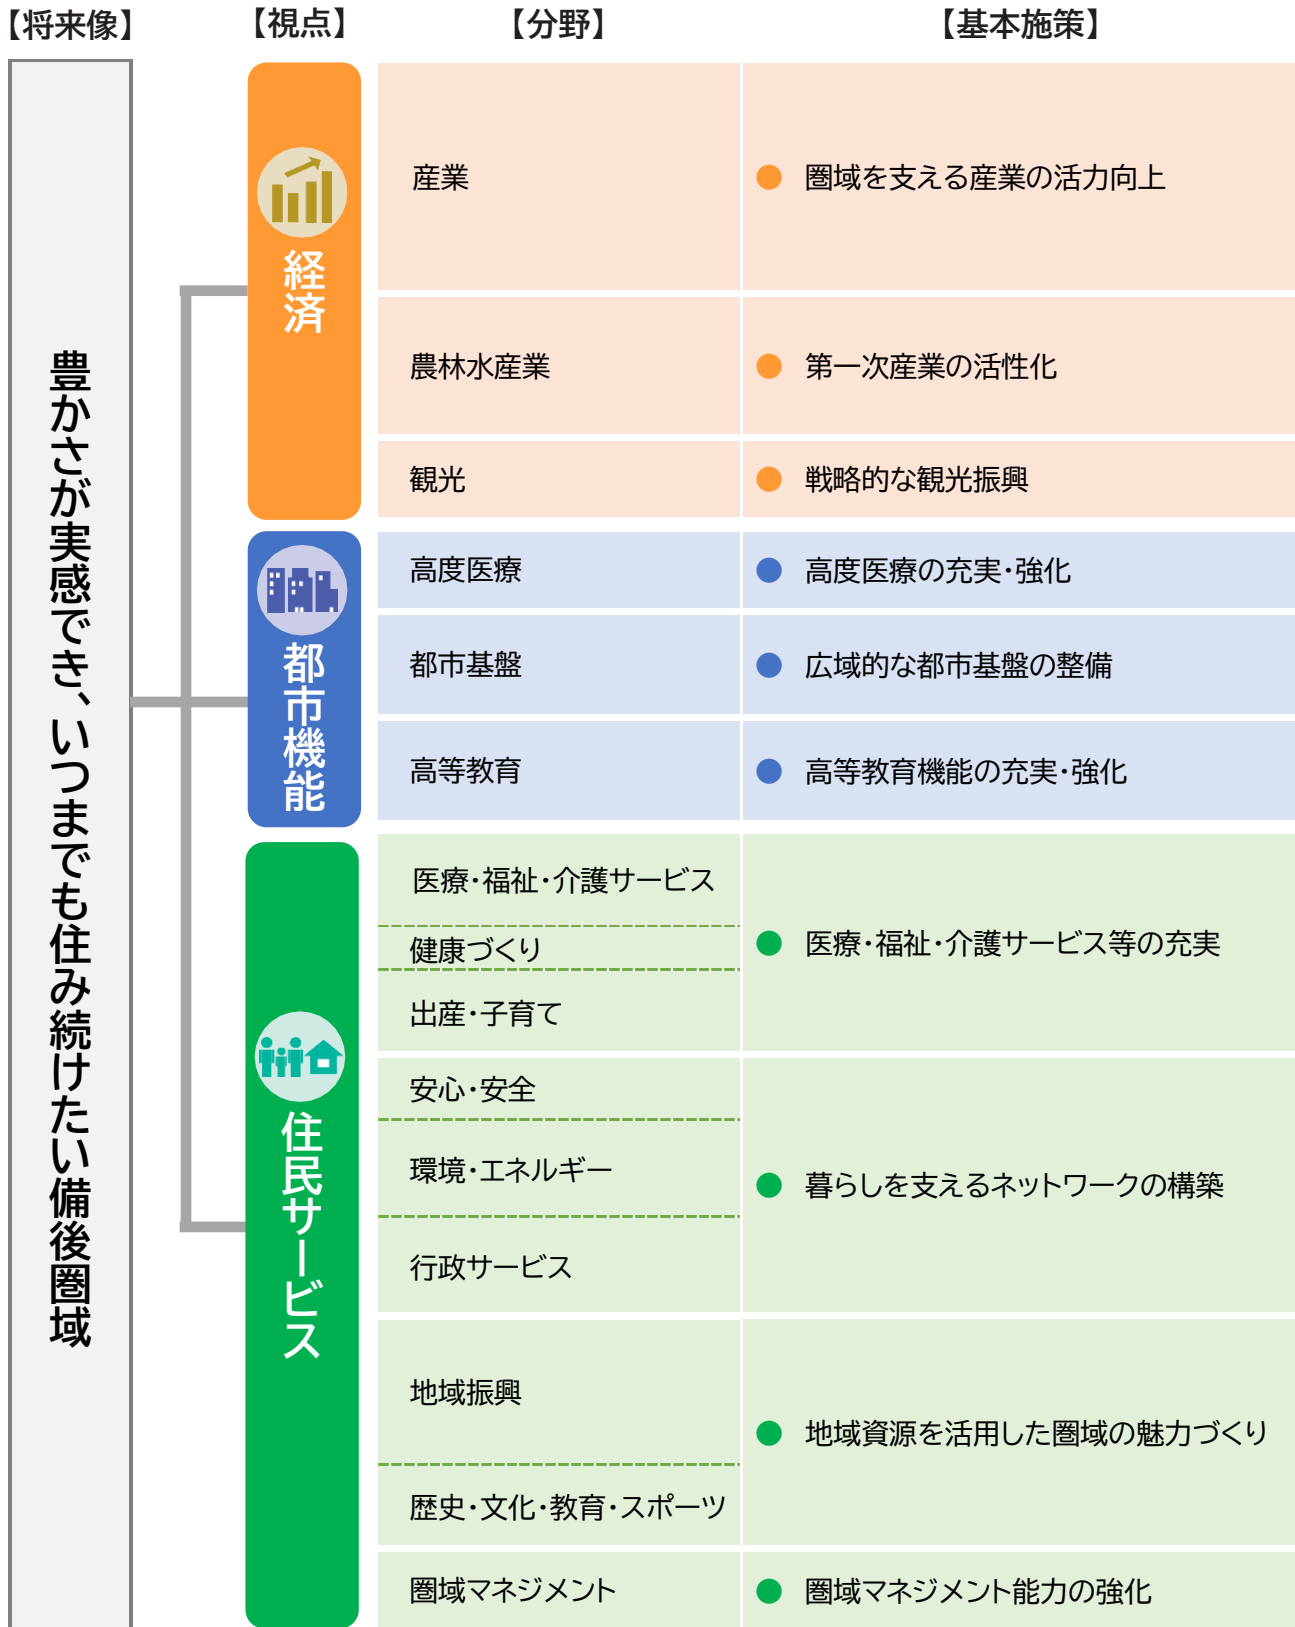 【将来像】
【視点】
【分野】
【基本施策】
豊かさが実感でき、いつまでも住み続けたい備後圏域
経済
産業
圏域を支える産業の活力向上
農林水産業
第一次産業の活性化
観光
戦略的な観光振興
都市機能
高度医療
高度医療の充実・強化
都市基盤
広域的な都市基盤の整備
高等教育
高等教育機能の充実・強化
住民サービス
医療・福祉・介護サービス
健康づくり
出産・子育て
医療・福祉・介護サービス等の充実
安心・安全
環境・エネルギー
行政サービス
暮らしを支えるネットワークの構築
地域振興
歴史・文化・教育・スポーツ
地域資源を活用した圏域の魅力づくり
圏域マネジメント
圏域マネジメント能力の強化